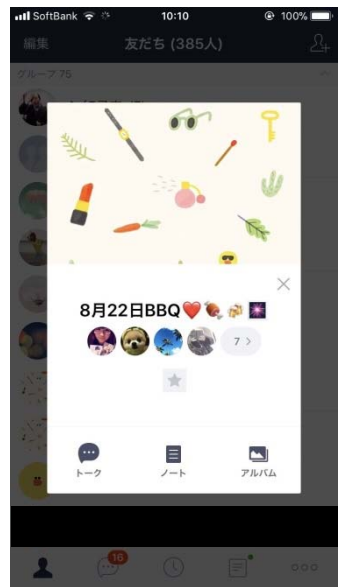 SoftBank 10:10 100%
編集 友だち (385人)
グループ 75
8月22日BBQ❤️🍖🍻🎆
7 >
トーク ノート アルバム
16